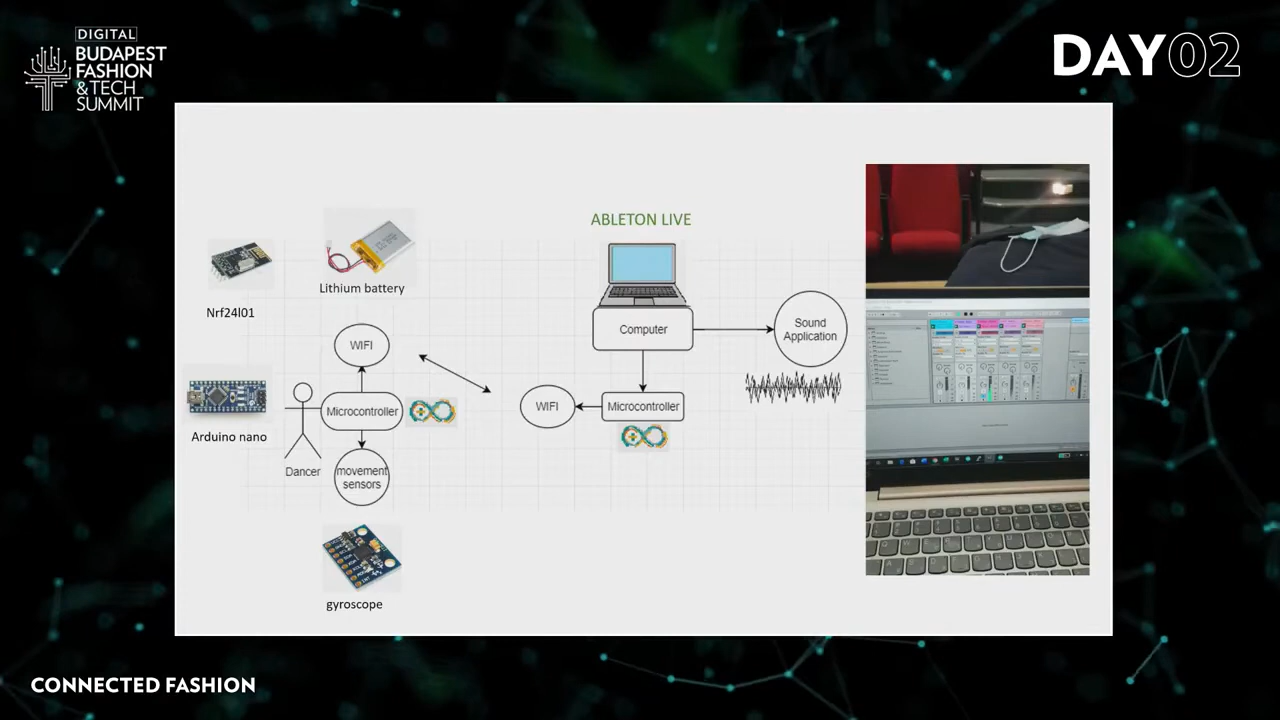 DIGITAL
BUDAPEST
FASHION
&TECH
SUMMIT
DAY02
ABLETON LIVE
Lithium battery
Nrf24l01
WIFI
Computer
Sound
Application
Arduino nano
Dancer
Microcontroller
WIFI
Microcontroller
movement
sensors
gyroscope
CONNECTED FASHION